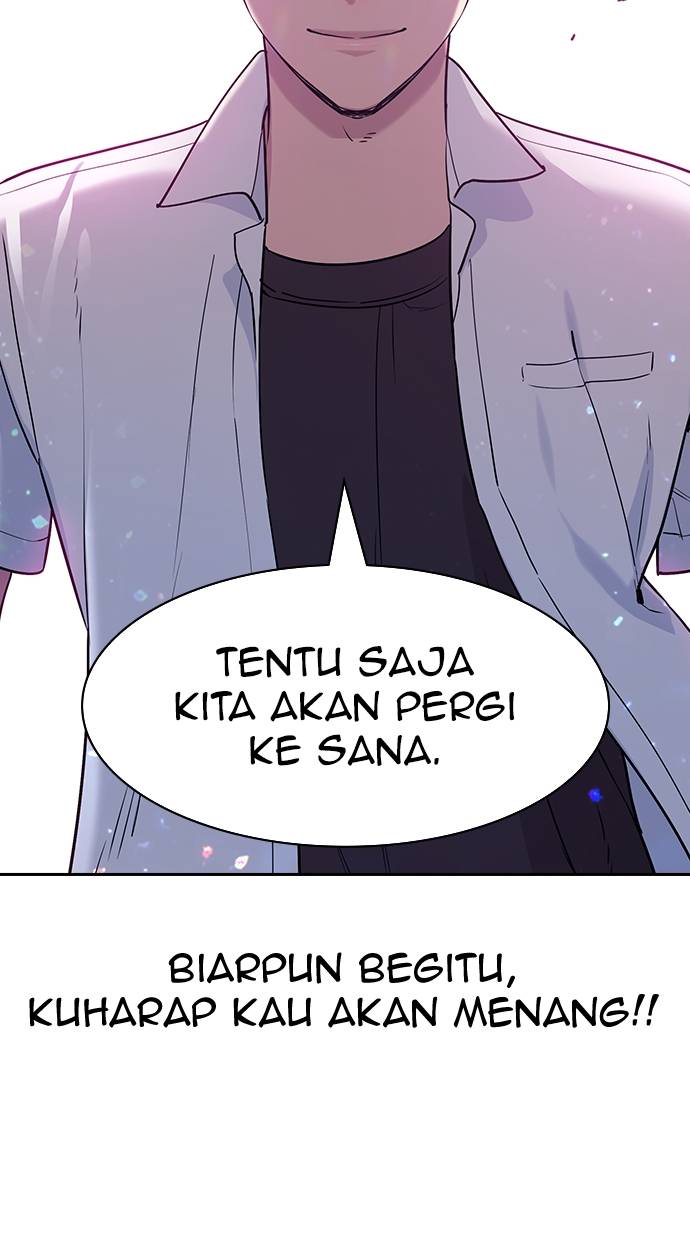 TENTU SAJA
KITA AKAN PERGI
KE SANA.
BIARPUN BEGITU,
KUHARAP KAU AKAN MENANG!!